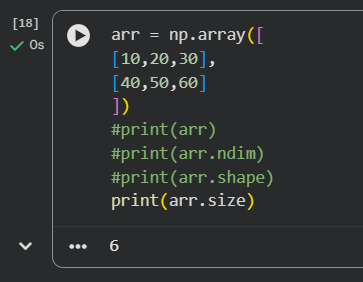 [18]
0s
arr = np.array([
[10,20,30],
[40,50,60]
])
#print(arr)
#print(arr.ndim)
#print(arr.shape)
print(arr.size)
6